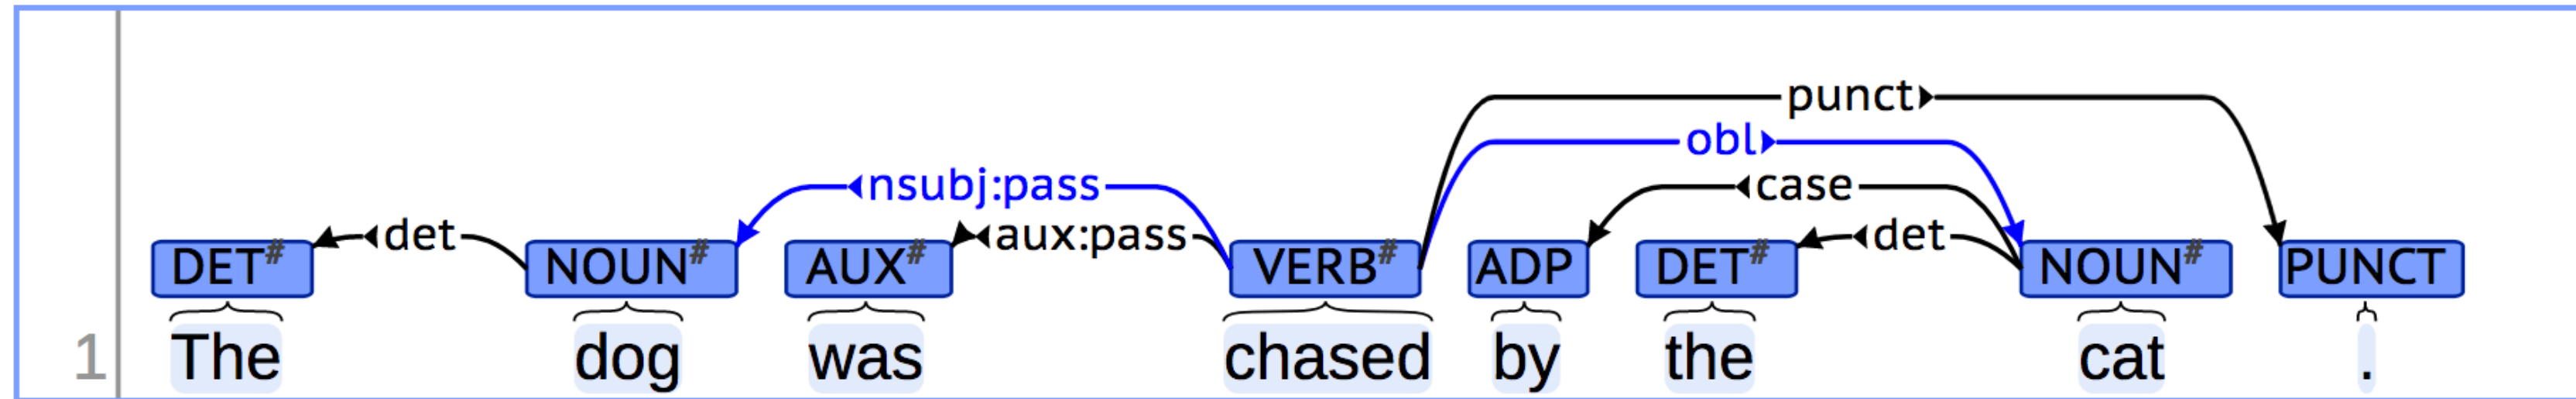 punct
obl
nsubj:pass case
det aux:pass det
DET# NOUN# AUX# VERB# ADP DET# NOUN# PUNCT
1 The dog was chased by the cat .